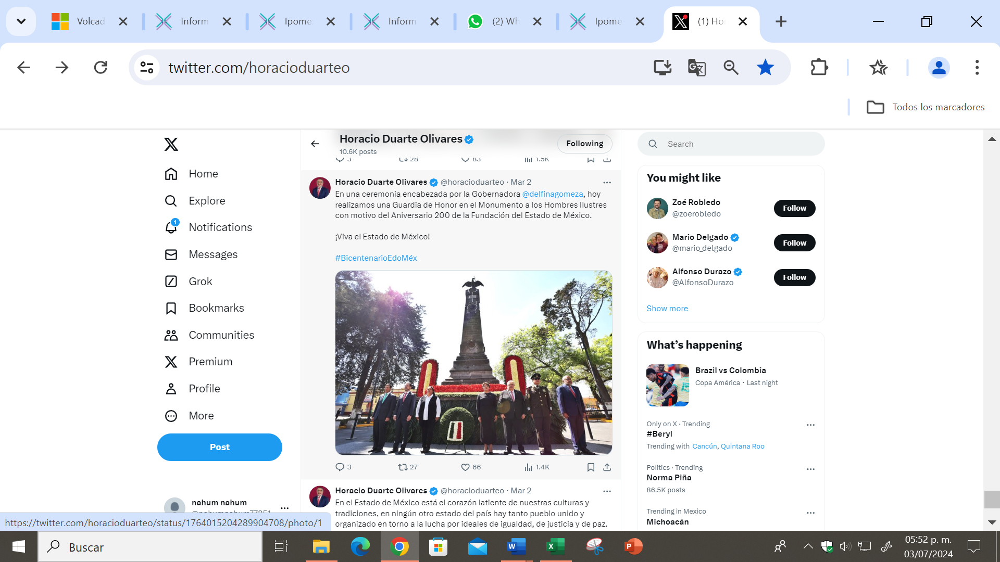 Volcad
Inform
Ipome
Inform
(2) Wh
Ipome
(1) Ho
twitter.com/horacioduarteo
Todos los marcadores
Home
Explore
1
Notifications
Messages
Grok
Bookmarks
Communities
Premium
Profile
More
Post
nahum nahum
Horacio Duarte Olivares
10.6K posts
Following
3 28 83 1.5K
Horacio Duarte Olivares @horacioduarteo · Mar 2
En una ceremonia encabezada por la Gobernadora @delfinagomeza, hoy
realizamos una Guardia de Honor en el Monumento a los Hombres Ilustres
con motivo del Aniversario 200 de la Fundación del Estado de México.
¡Viva el Estado de México!
#BicentenarioEdoMéx
3 27 66 1.4K
Horacio Duarte Olivares @horacioduarteo · Mar 2
En el Estado de México está el corazón latiente de nuestras culturas y
tradiciones, en ningún otro estado del país hay tanto pueblo unido y
organizado en torno a la lucha por ideales de igualdad, de justicia y de paz.
Search
You might like
Zoé Robledo
@zoerobledo
Follow
Mario Delgado
@mario_delgado
Follow
Alfonso Durazo
@AlfonsoDurazo
Follow
Show more
What's happening
Brazil vs Colombia
Copa América · Last night
Only on X · Trending
#Beryl
Trending with Cancún, Quintana Roo
Politics · Trending
Norma Piña
86.5K posts
Trending in Mexico
Michoacán
https://twitter.com/horacioduarteo/status/1764015204289904708/photo/1
Buscar
05:52 p. m.
03/07/2024